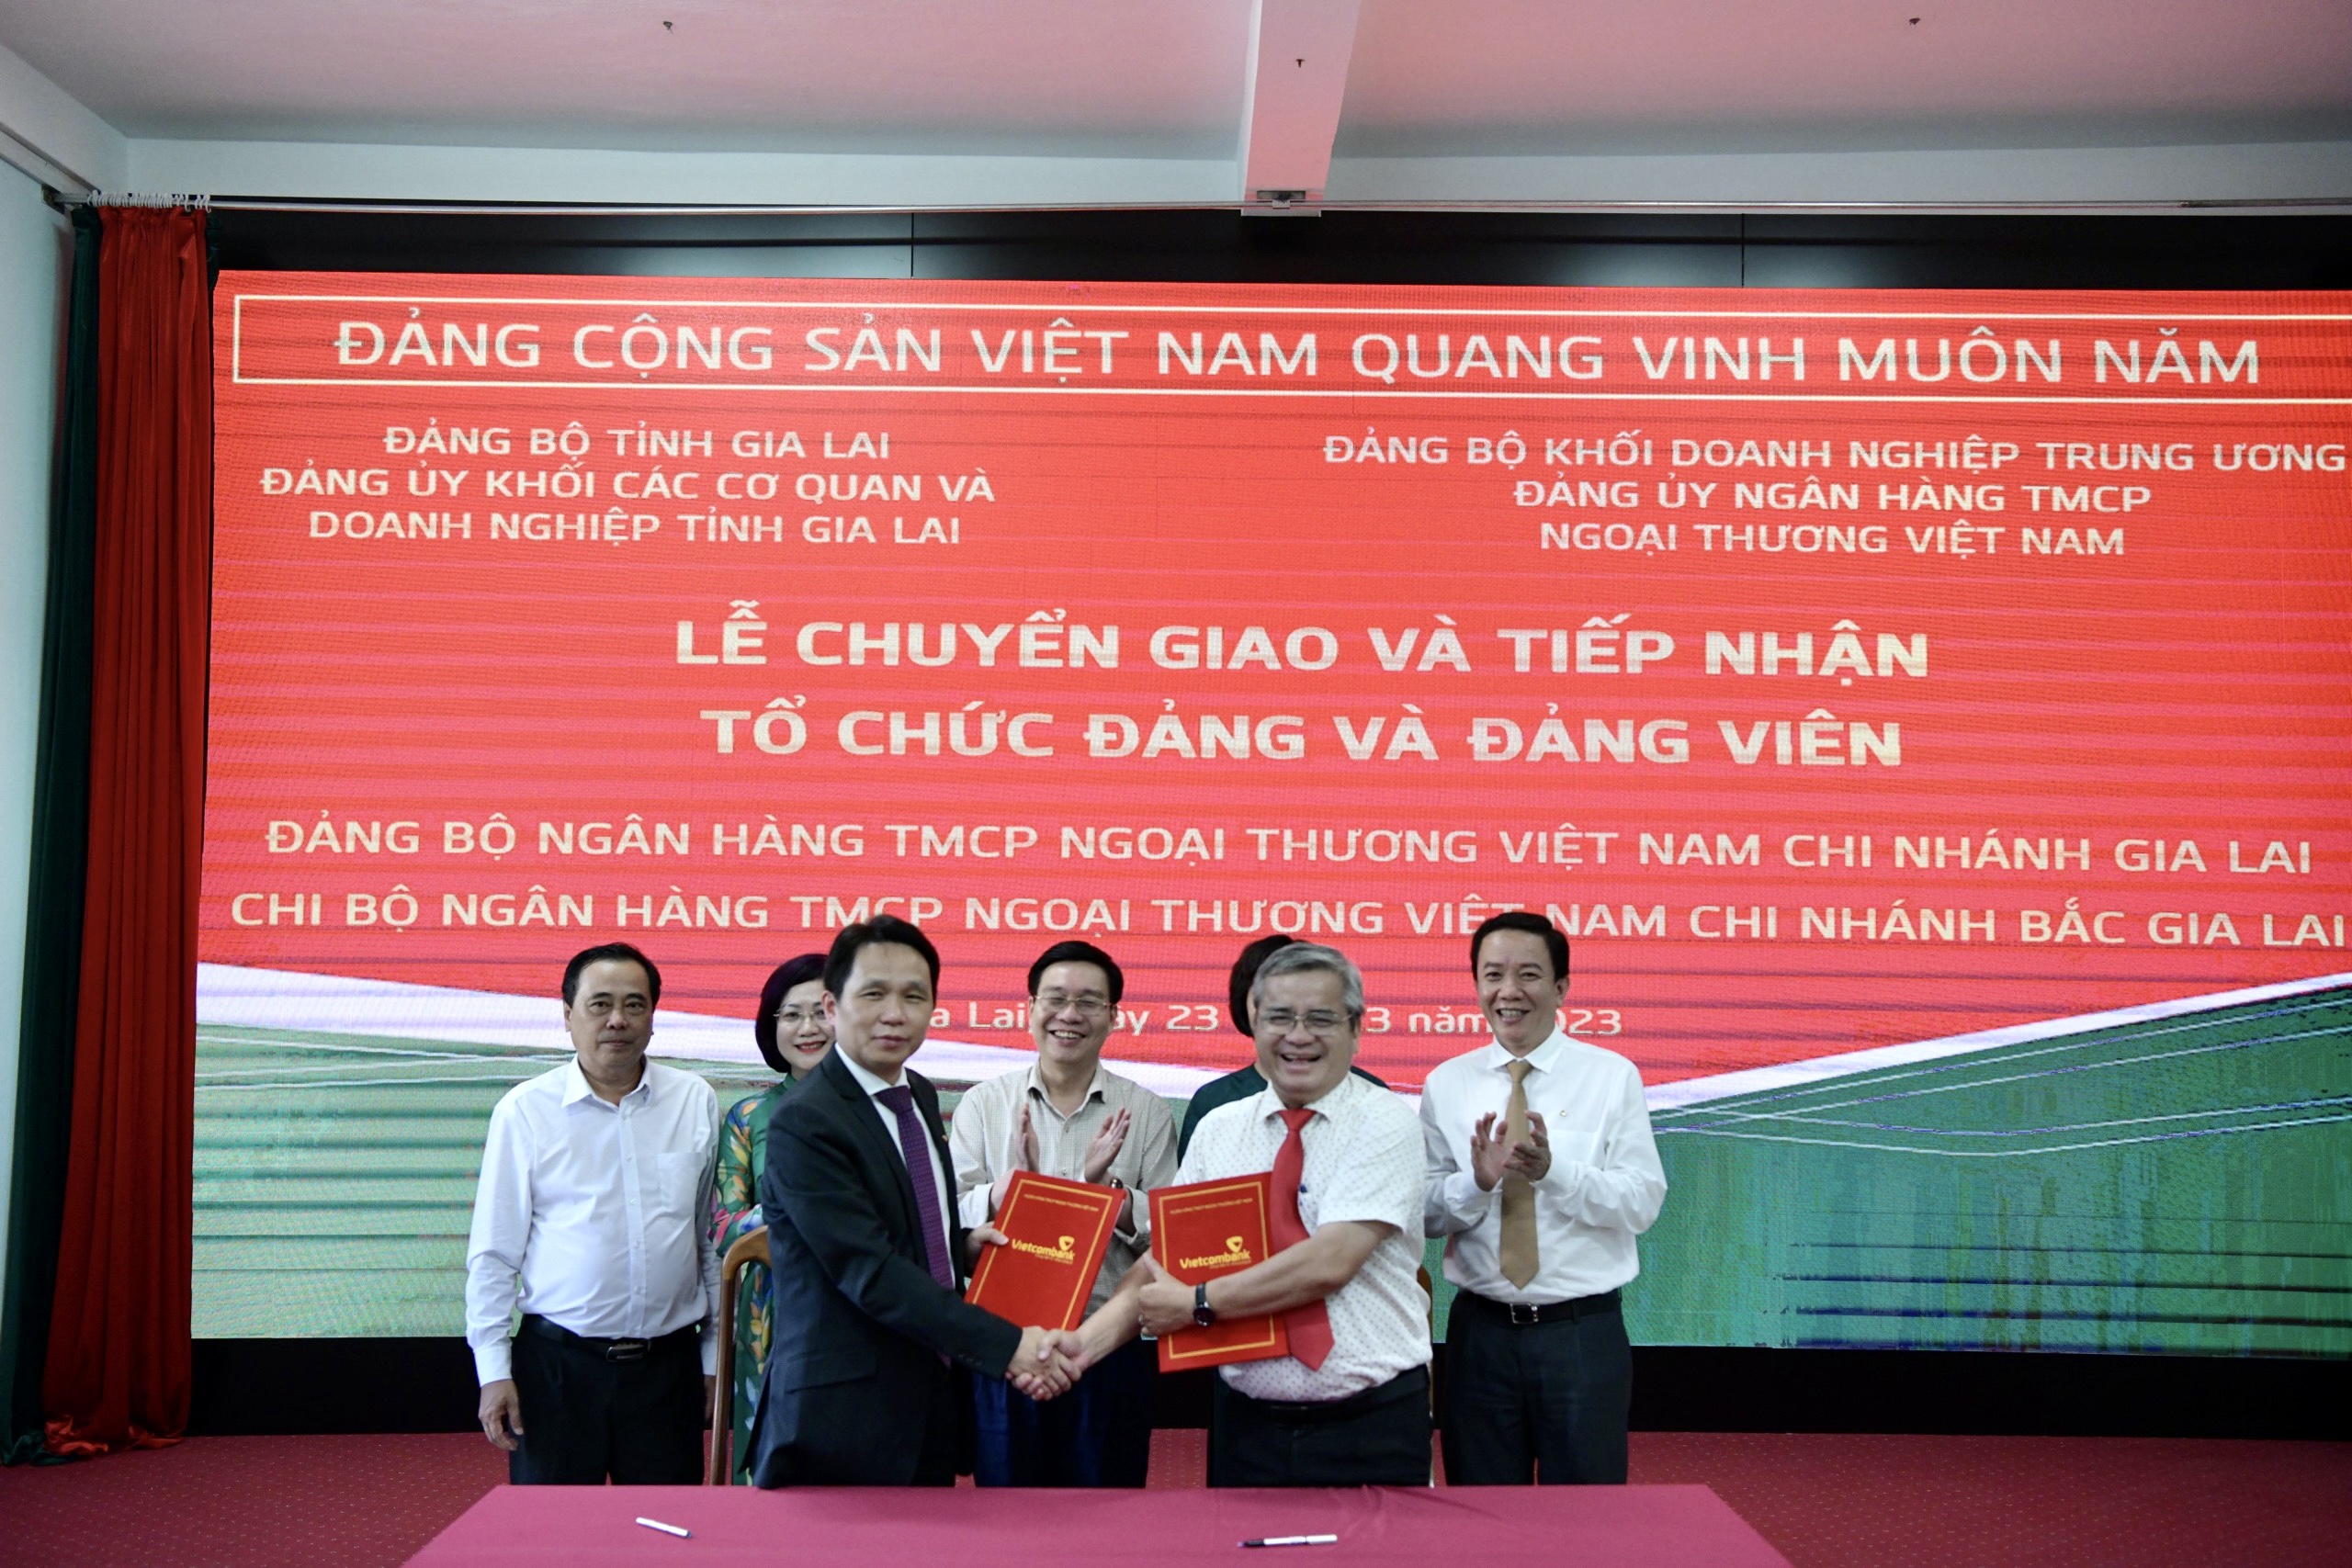 ĐẢNG CỘNG SẢN VIỆT NAM QUANG VINH MUÔN NĂM
ĐẢNG BỘ TỈNH GIA LAI
ĐẢNG ỦY KHỐI CÁC CƠ QUAN VÀ
DOANH NGHIỆP TỈNH GIA LAI
ĐẢNG BỘ KHỐI DOANH NGHIỆP TRUNG ƯƠNG
ĐẢNG ỦY NGÂN HÀNG TMCP
NGOẠI THƯƠNG VIỆT NAM
LỄ CHUYỂN GIAO VÀ TIẾP NHẬN
TỔ CHỨC ĐẢNG VÀ ĐẢNG VIÊN
ĐẢNG BỘ NGÂN HÀNG TMCP NGOẠI THƯƠNG VIỆT NAM CHI NHÁNH GIA LAI
CHI BỘ NGÂN HÀNG TMCP NGOẠI THƯƠNG VIỆT NAM CHI NHÁNH BẮC GIA LAI
Lai 23 3 năm
Vietcombank
Vietcombank